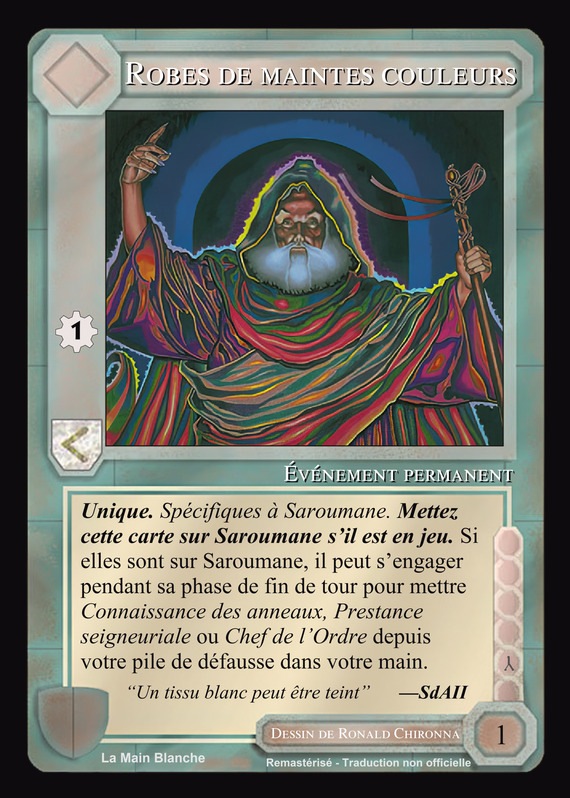 Robes de maintes couleurs
1
Événement permanent
Unique. Spécifiques à Saroumane. Mettez
cette carte sur Saroumane s’il est en jeu. Si
elles sont sur Saroumane, il peut s’engager
pendant sa phase de fin de tour pour mettre
Connaissance des anneaux, Prestance
seigneuriale ou Chef de l’Ordre depuis
votre pile de défausse dans votre main.
“Un tissu blanc peut être teint” —SdAII
Dessin de Ronald Chironna
1
La Main Blanche
Remastérisé - Traduction non officielle